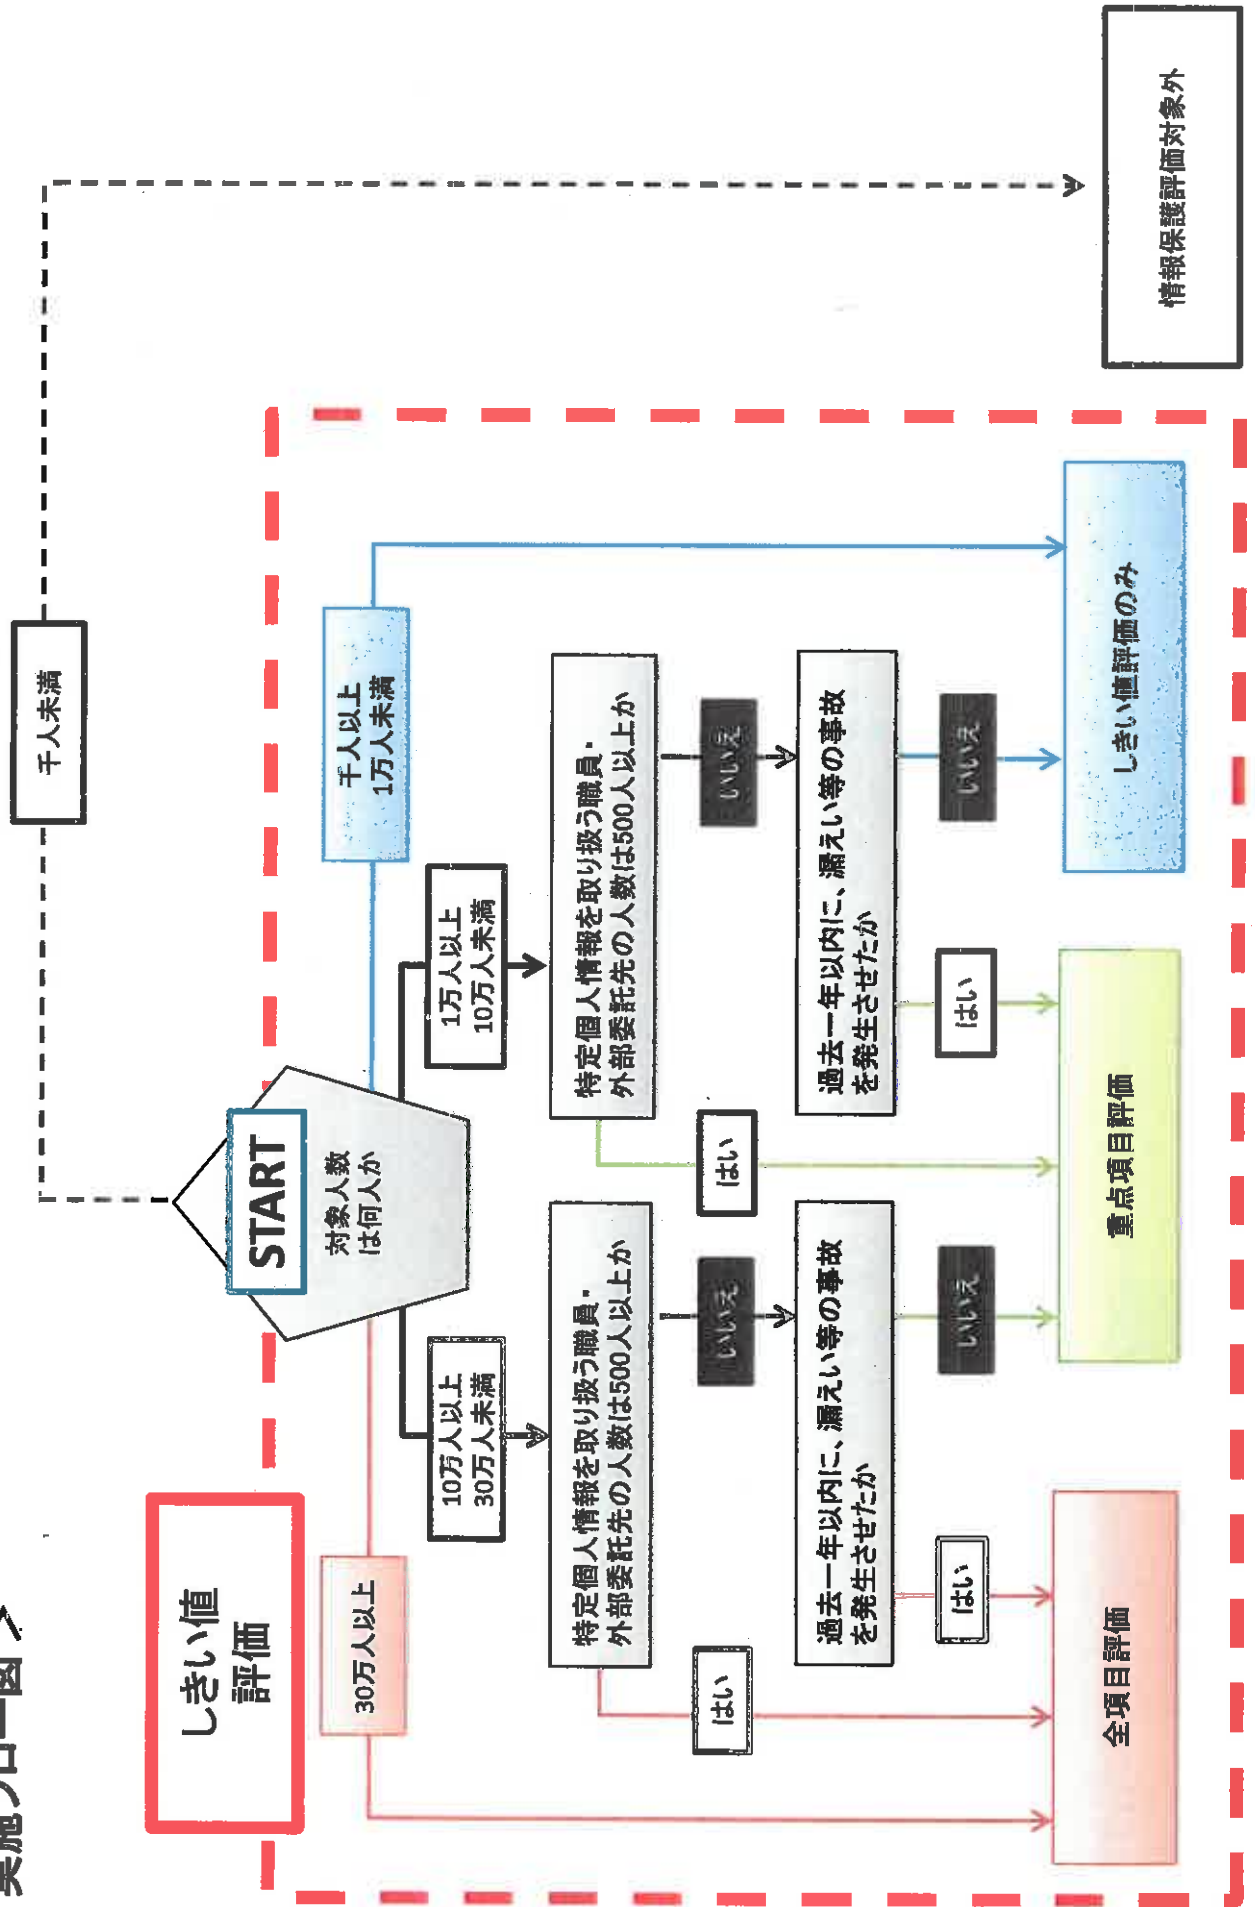 実施フロー図＞
しきい値
評価
千人未満
START
対象人数
は何人か
30万人以上
10万人以上
30万人未満
1万人以上
10万人未満
千人以上
1万人未満
特定個人情報を取り扱う職員・
外部委託先の人数は500人以上か
特定個人情報を取り扱う職員・
外部委託先の人数は500人以上か
はい
いいえ
はい
いいえ
過去一年以内に、漏えい等の事故
を発生させたか
過去一年以内に、漏えい等の事故
を発生させたか
はい
いいえ
はい
いいえ
全項目評価
重点項目評価
しきい値評価のみ
情報保護評価対象外